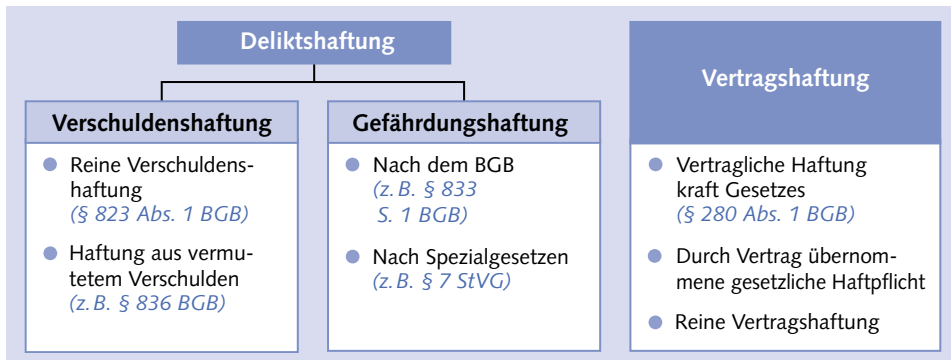 Deliktshaftung
Verschuldenshaftung
Reine Verschuldens-
haftung
(§ 823 Abs. 1 BGB)
Haftung aus vermu-
tetem Verschulden
(z. B. § 836 BGB)
Gefährdungshaftung
Nach dem BGB
(z. B. § 833
S. 1 BGB)
Nach Spezialgesetzen
(z. B. § 7 StVG)
Vertragshaftung
Vertragliche Haftung
kraft Gesetzes
(§ 280 Abs. 1 BGB)
Durch Vertrag übernom-
mene gesetzliche Haftpflicht
Reine Vertragshaftung